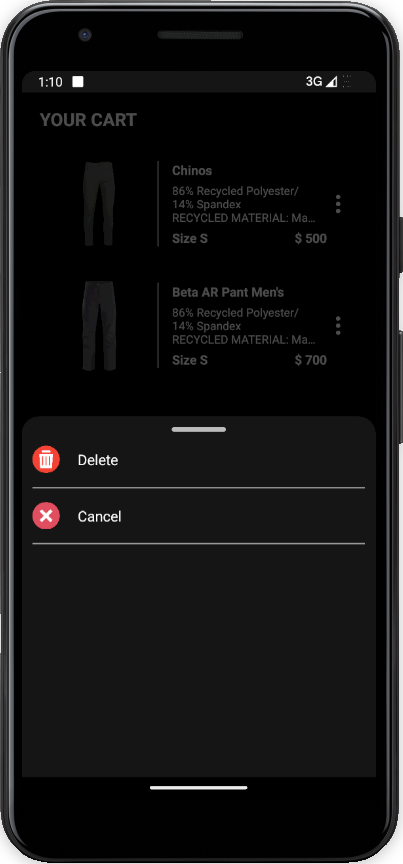 1:10
3G
YOUR CART
Chinos
86% Recycled Polyester/
14% Spandex
RECYCLED MATERIAL: Ma...
Size S $ 500
Beta AR Pant Men's
86% Recycled Polyester/
14% Spandex
RECYCLED MATERIAL: Ma...
Size S $ 700
Delete
Cancel